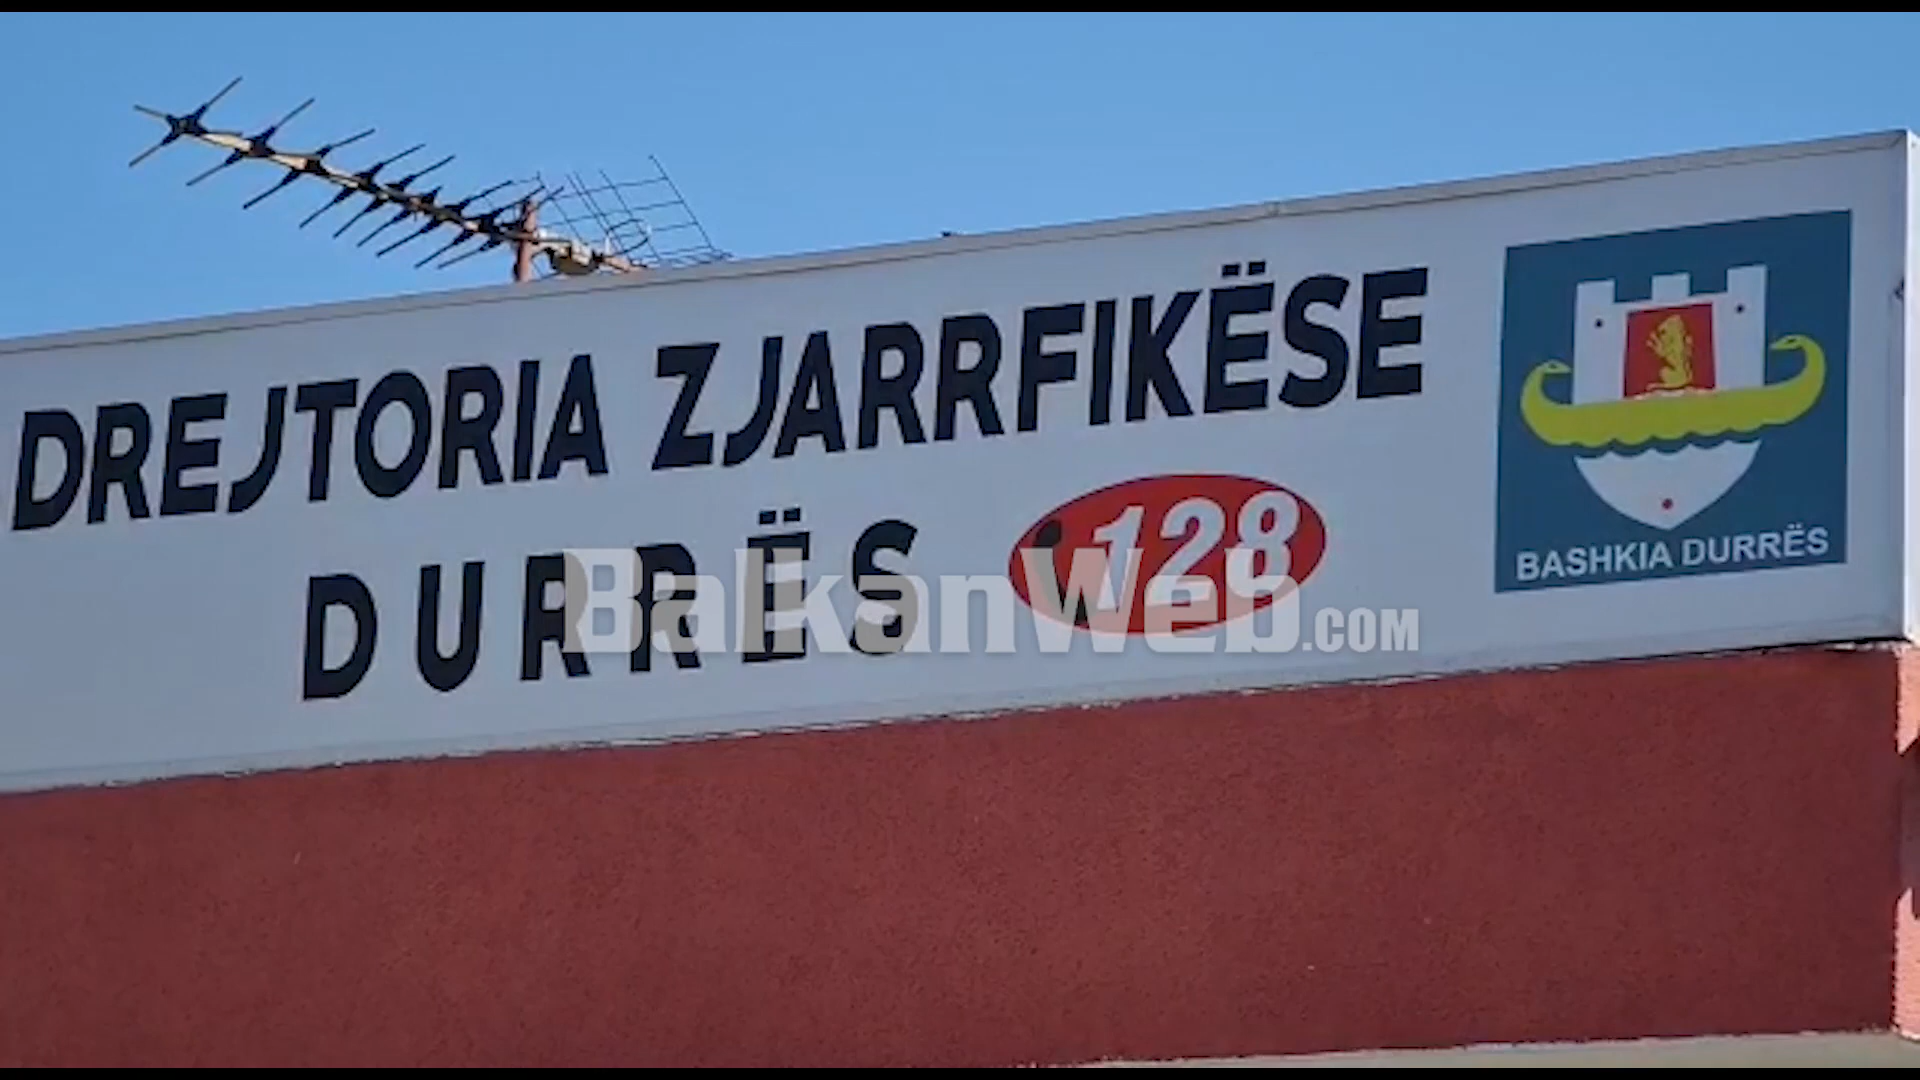 DREJTORIA ZJARRFIKËSE
DURRËS
128
BASHKIA DURRËS
BalkanWeb.COM